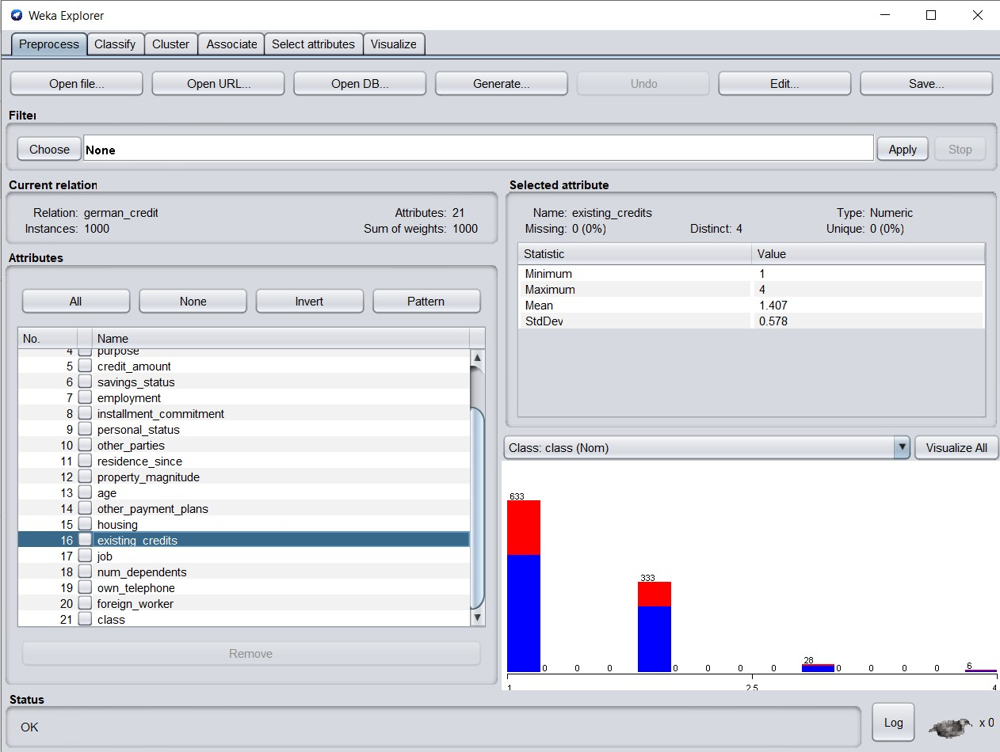 Weka Explorer
Preprocess Classify Cluster Associate Select attributes Visualize
Open file... Open URL... Open DB... Generate... Undo Edit... Save...
Filter
Choose None Apply Stop
Current relation
Relation: german_credit Attributes: 21
Instances: 1000 Sum of weights: 1000
Attributes
All None Invert Pattern
No. Name
4 purpose
5 credit_amount
6 savings_status
7 employment
8 installment_commitment
9 personal_status
10 other_parties
11 residence_since
12 property_magnitude
13 age
14 other_payment_plans
15 housing
16 existing_credits
17 job
18 num_dependents
19 own_telephone
20 foreign_worker
21 class
Remove
Selected attribute
Name: existing_credits Type: Numeric
Missing: 0 (0%) Distinct: 4 Unique: 0 (0%)
Statistic Value
Minimum 1
Maximum 4
Mean 1.407
StdDev 0.578
Class: class (Nom) Visualize All
633
333
28
6
0 0 0 0 0 0 0 0 0 0 0
1 2.5 4
Status
OK
Log x 0